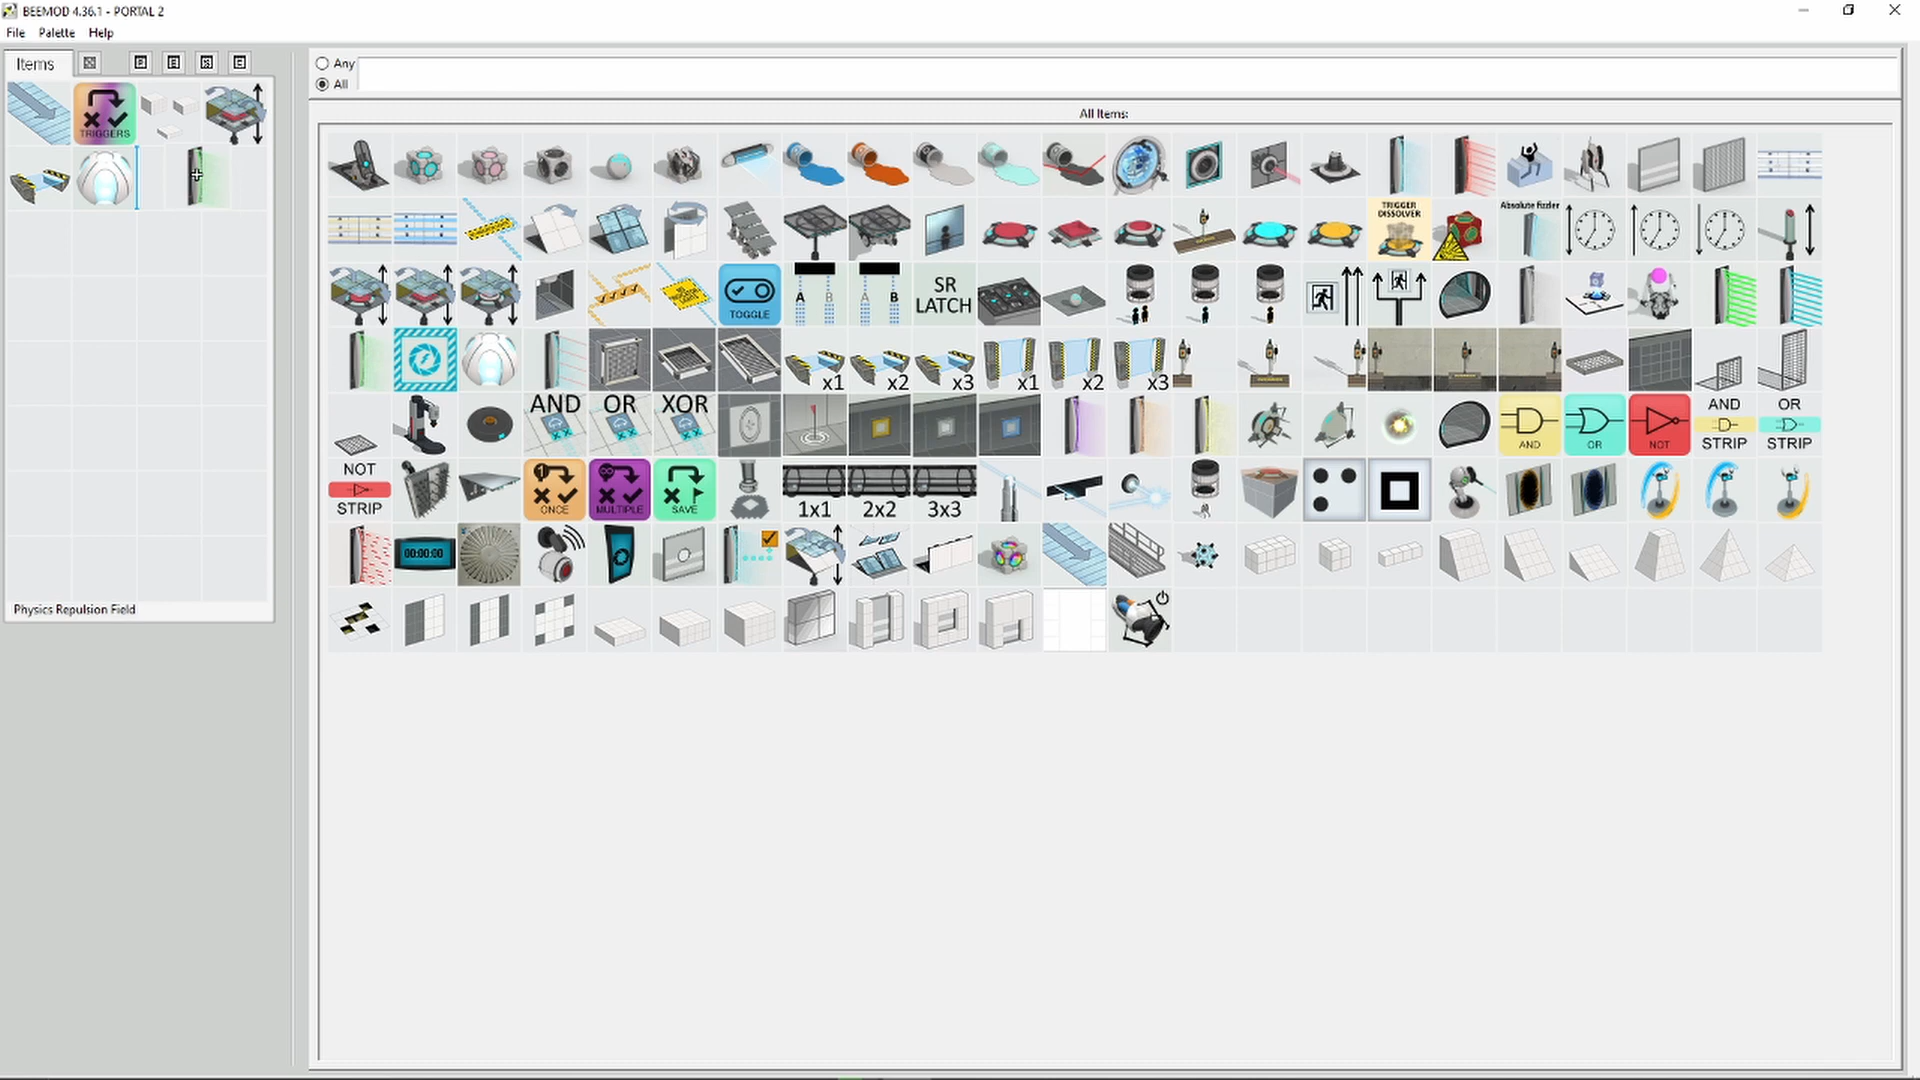 BEEMOD 4.36.1 - PORTAL 2
File Palette Help
Items
P
E
Any
All
TRIGGERS
Physics Repulsion Field
All Items:
TRIGGER
DISSOLVER
Absolute fizzler
TOGGLE
A B
A B
SR
LATCH
x1
x2
x3
x1
x2
x3
AND
OR
XOR
AND
OR
NOT
AND
STRIP
OR
STRIP
NOT
STRIP
1
ONCE
MULTIPLE
SAVE
1x1
2x2
3x3
00:00:00